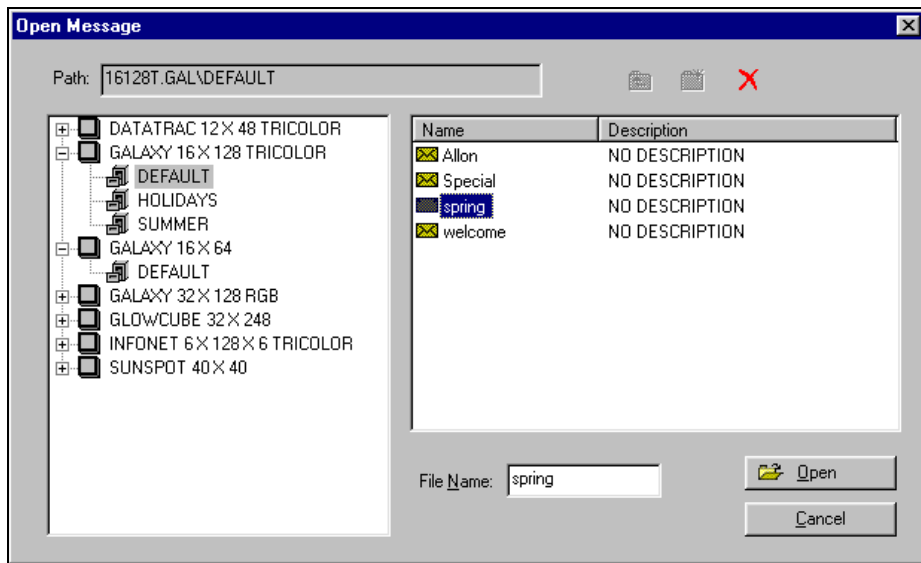 Open Message
Path: 16128T.GAL\DEFAULT
DATATRAC 12 X 48 TRICOLOR
GALAXY 16 X 128 TRICOLOR
DEFAULT
HOLIDAYS
SUMMER
GALAXY 16 X 64
DEFAULT
GALAXY 32 X 128 RGB
GLOWCUBE 32 X 248
INFONET 6 X 128 X 6 TRICOLOR
SUNSPOT 40 X 40
Name Description
Allon NO DESCRIPTION
Special NO DESCRIPTION
spring NO DESCRIPTION
welcome NO DESCRIPTION
File Name: spring
Open
Cancel